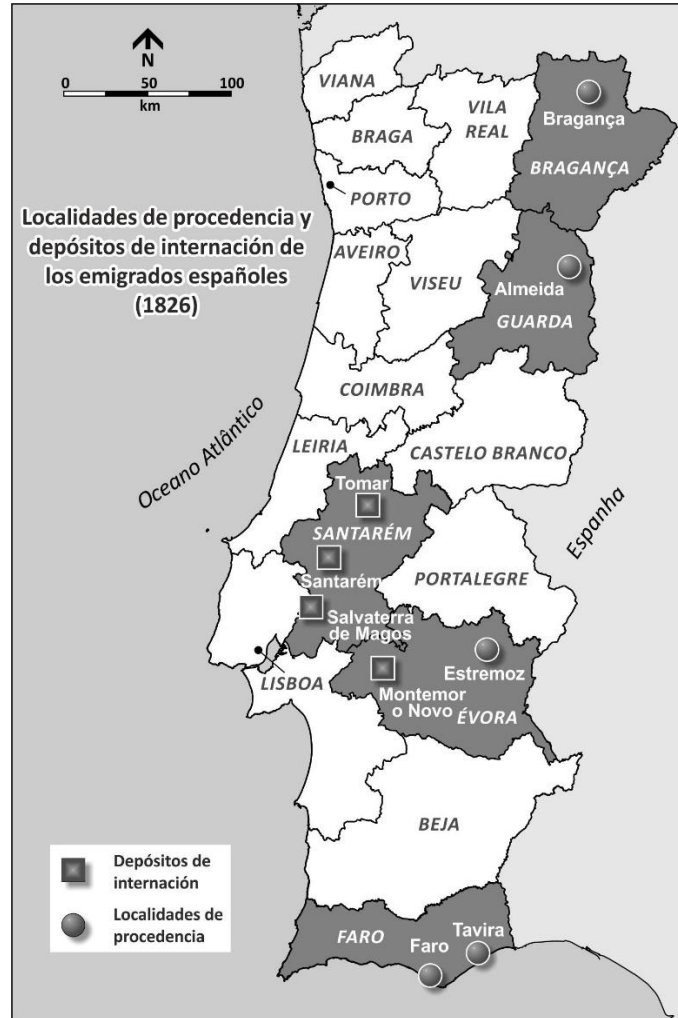 N
0 50 100
km
VIANA
BRAGA
VILA
REAL
Bragança
BRAGANÇA
PORTO
Localidades de procedencia y
depósitos de internación de
los emigrados españoles
(1826)
AVEIRO
VISEU
Almeida
GUARDA
COIMBRA
Oceano Atlântico
LEIRIA
CASTELO BRANCO
Tomar
SANTARÉM
Espanha
Santarém
PORTALEGRE
Salvaterra
de Magos
Estremoz
LISBOA
Montemor
o Novo
ÉVORA
BEJA
Depósitos de
internación
Localidades de
procedencia
FARO
Faro
Tavira